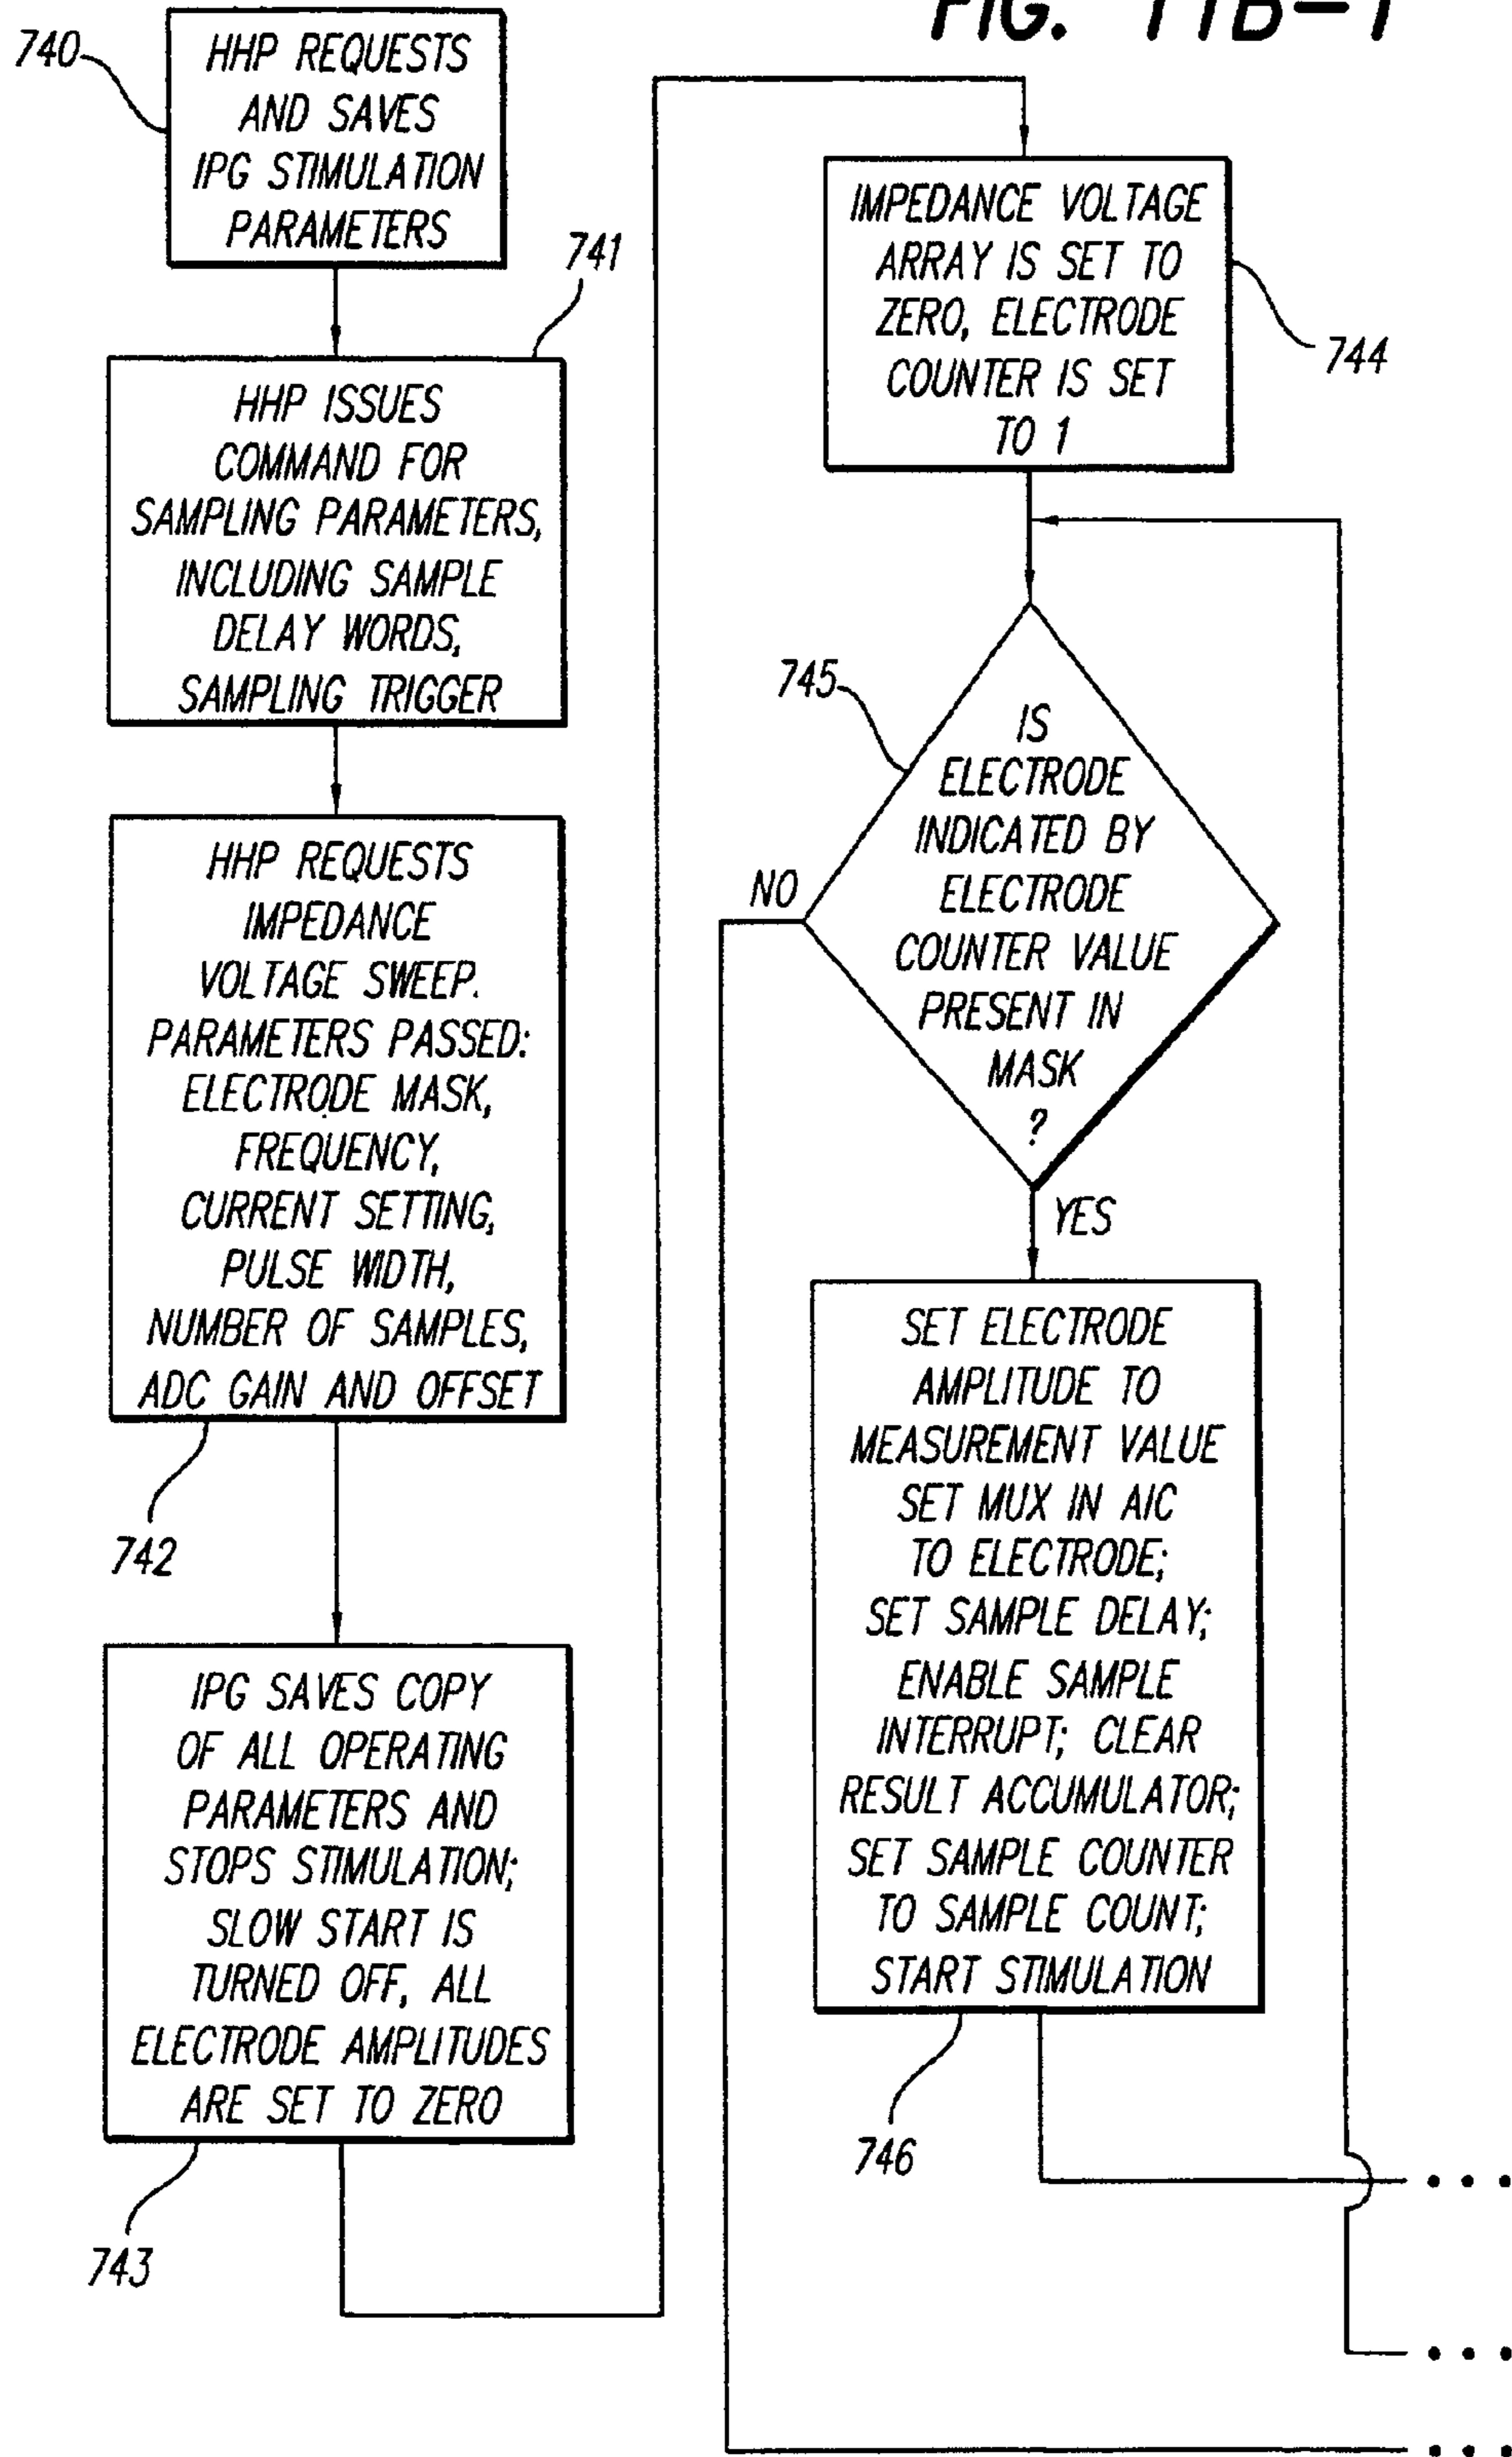 FIG. 11B-1
740
HHP REQUESTS
AND SAVES
IPG STIMULATION
PARAMETERS
741
HHP ISSUES
COMMAND FOR
SAMPLING PARAMETERS,
INCLUDING SAMPLE
DELAY WORDS,
SAMPLING TRIGGER
HHP REQUESTS
IMPEDANCE
VOLTAGE SWEEP.
PARAMETERS PASSED:
ELECTRODE MASK,
FREQUENCY,
CURRENT SETTING,
PULSE WIDTH,
NUMBER OF SAMPLES,
ADC GAIN AND OFFSET
742
IPG SAVES COPY
OF ALL OPERATING
PARAMETERS AND
STOPS STIMULATION;
SLOW START IS
TURNED OFF, ALL
ELECTRODE AMPLITUDES
ARE SET TO ZERO
743
IMPEDANCE VOLTAGE
ARRAY IS SET TO
ZERO, ELECTRODE
COUNTER IS SET
TO 1
744
745
IS
ELECTRODE
INDICATED BY
ELECTRODE
COUNTER VALUE
PRESENT IN
MASK
?
NO
YES
SET ELECTRODE
AMPLITUDE TO
MEASUREMENT VALUE
SET MUX IN AIC
TO ELECTRODE;
SET SAMPLE DELAY;
ENABLE SAMPLE
INTERRUPT; CLEAR
RESULT ACCUMULATOR;
SET SAMPLE COUNTER
TO SAMPLE COUNT;
START STIMULATION
746